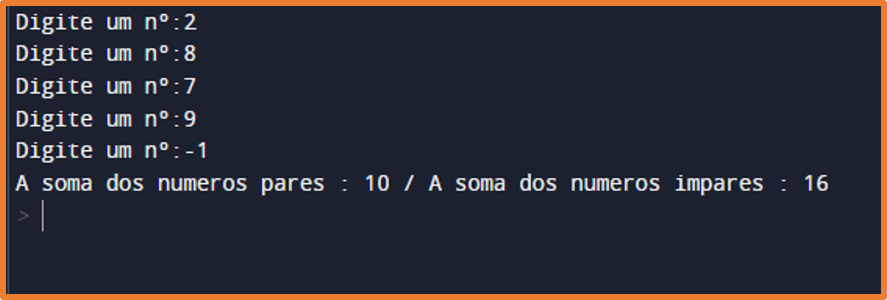 Digite um nº:2
Digite um nº:8
Digite um nº:7
Digite um nº:9
Digite um nº:-1
A soma dos numeros pares : 10 / A soma dos numeros impares : 16
>